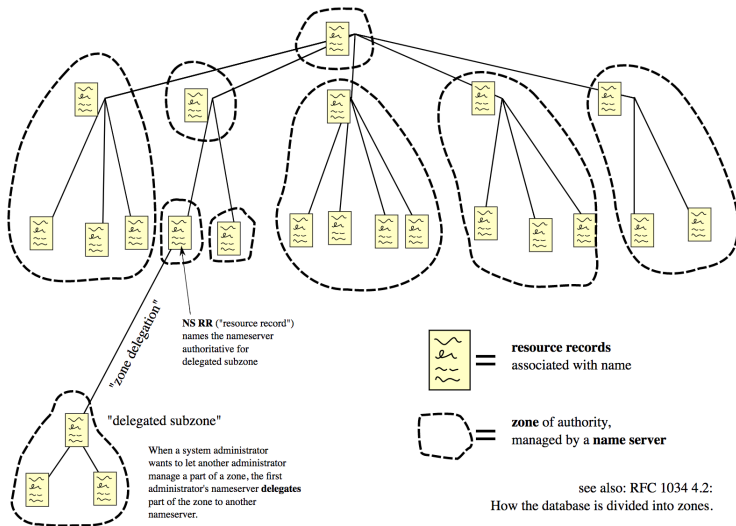 NS RR ("resource record")
names the nameserver
authoritative for
delegated subzone
"zone delegation"
resource records
associated with name
"delegated subzone"
zone of authority,
managed by a name server
When a system administrator
wants to let another administrator
manage a part of a zone, the first
administrator's nameserver delegates
part of the zone to another
nameserver.
see also: RFC 1034 4.2:
How the database is divided into zones.